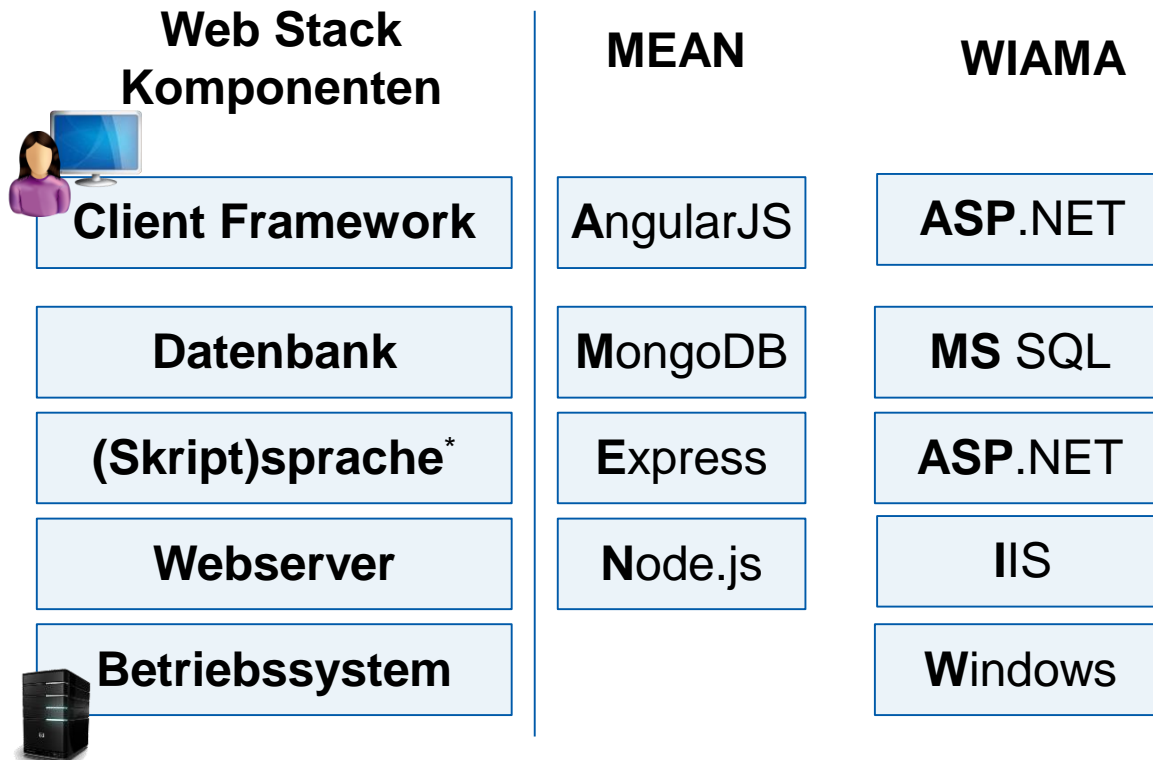 Web Stack
Komponenten
MEAN
WIAMA
Client Framework
AngularJS
ASP.NET
Datenbank
MongoDB
MS SQL
(Skript)sprache*
Express
ASP.NET
Webserver
Node.js
IIS
Betriebssystem
Windows